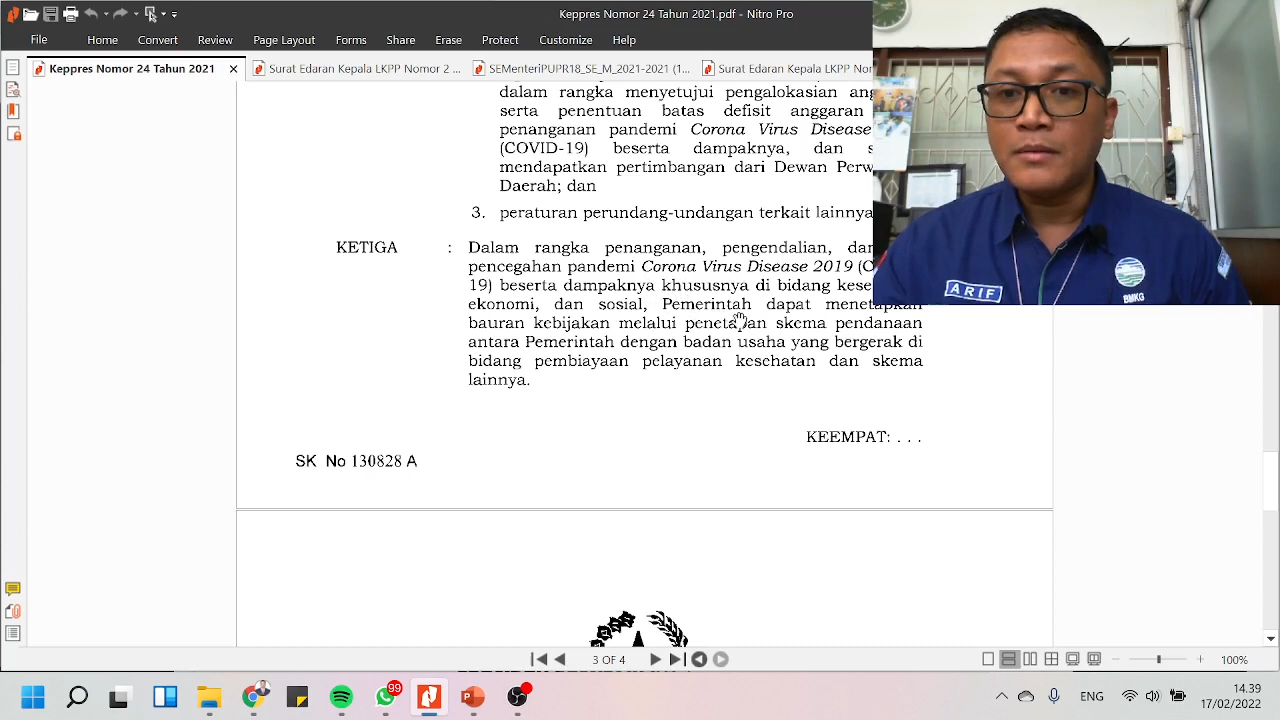 Keppres Nomor 24 Tahun 2021.pdf - Nitro Pro
File Home Convert Review Page Layout Forms Share Erase Protect Customize Help
Keppres Nomor 24 Tahun 2021
Surat Edaran Kepala LKPP Nomor 2 ...
SEMenteriPUPR18_SE_M_2021-2021 (1...
Surat Edaran Kepala LKPP Nor
dalam rangka menyetujui pengalokasian ang
serta penentuan batas defisit anggaran
penanganan pandemi Corona Virus Disease
(COVID-19) beserta dampaknya, dan s
mendapatkan pertimbangan dari Dewan Perw
Daerah; dan
3. peraturan perundang-undangan terkait lainnya
KETIGA : Dalam rangka penanganan, pengendalian, dan
pencegahan pandemi Corona Virus Disease 2019 (C
19) beserta dampaknya khususnya di bidang kese
ekonomi, dan sosial, Pemerintah dapat menetapkan
bauran kebijakan melalui penetapan skema pendanaan
antara Pemerintah dengan badan usaha yang bergerak di
bidang pembiayaan pelayanan kesehatan dan skema
lainnya.
KEEMPAT: . . .
SK No 130828 A
ARIF
BMKG
3 OF 4
100%
99
ENG
14.39
17/02/2022